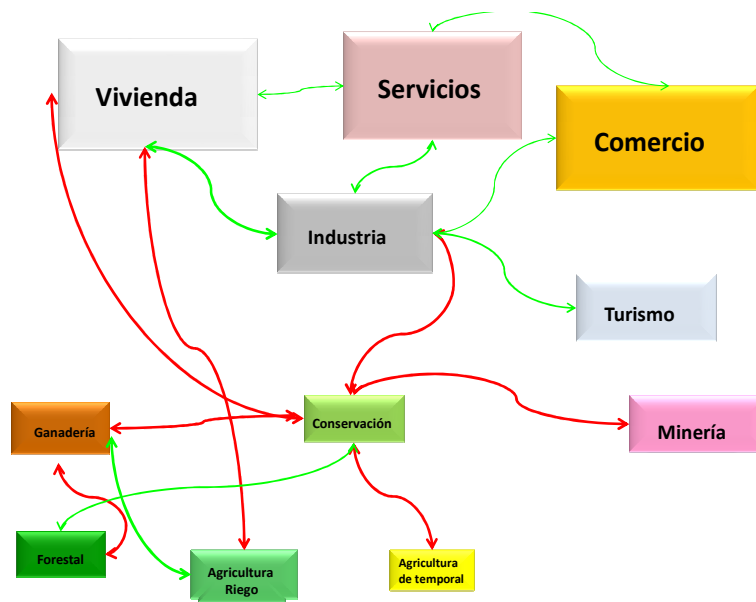 Vivienda
Servicios
Comercio
Industria
Turismo
Ganadería
Conservación
Minería
Forestal
Agricultura
Riego
Agricultura
de temporal